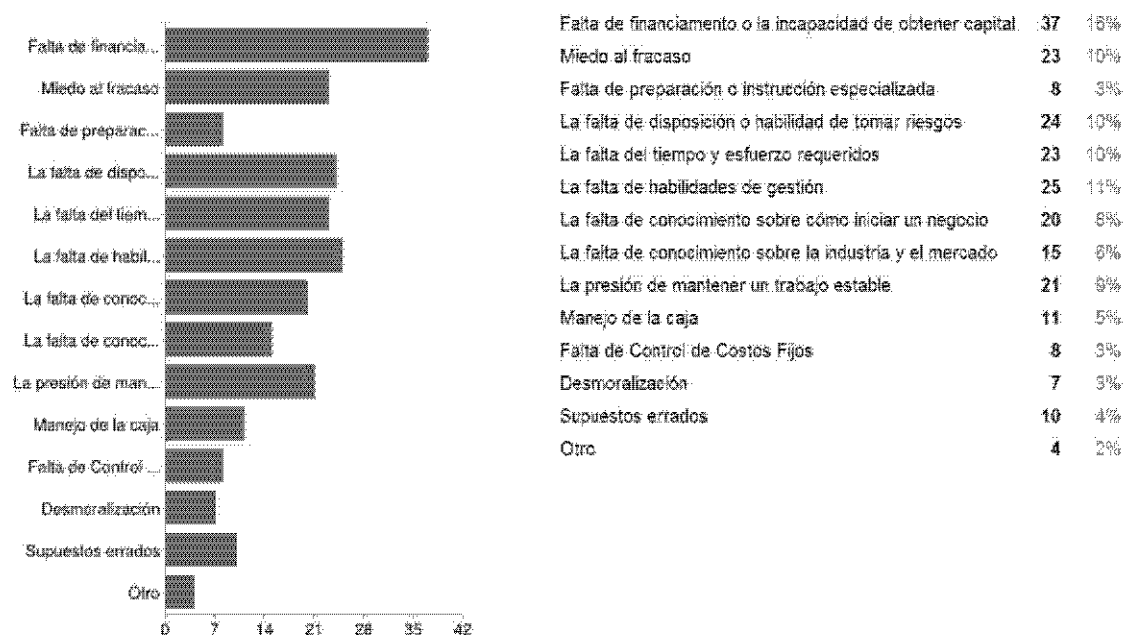 Falta de financia...
Miedo al fracaso
Falta de preparac...
La falta de dispo...
La falta del tiem...
La falta de habil...
La falta de conoc...
La falta de conoc...
La presión de man...
Manejo de la caja
Falta de Control ...
Desmoralización
Supuestos errados
Otro
0 7 14 21 28 35 42
Falta de financiamento o la incapacidad de obtener capital 37 16%
Miedo al fracaso 23 10%
Falta de preparación o instrucción especializada 8 3%
La falta de disposición o habilidad de tomar riesgos 24 10%
La falta del tiempo y esfuerzo requeridos 23 10%
La falta de habilidades de gestión 25 11%
La falta de conocimiento sobre cómo iniciar un negocio 20 8%
La falta de conocimiento sobre la industria y el mercado 15 6%
La presión de mantener un trabajo estable 21 9%
Manejo de la caja 11 5%
Falta de Control de Costos Fijos 8 3%
Desmoralización 7 3%
Supuestos errados 10 4%
Otro 4 2%